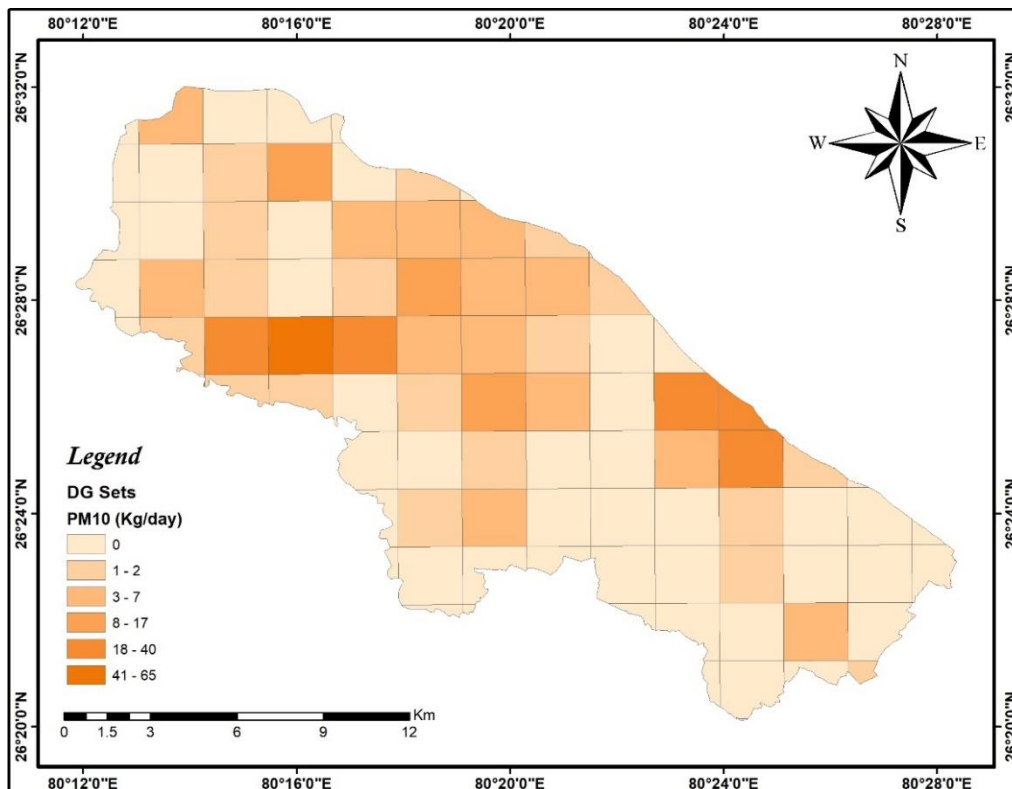 80°12'0"E 80°16'0"E 80°20'0"E 80°24'0"E 80°28'0"E
26°32'0"N 26°32'0"N
N
W E
S
26°28'0"N 26°28'0"N
Legend
DG Sets
26°24'0"N 26°24'0"N
PM10 (Kg/day)
0
1 - 2
3 - 7
8 - 17
18 - 40
41 - 65
Km
0 1.5 3 6 9 12
26°20'0"N 26°20'0"N
80°12'0"E 80°16'0"E 80°20'0"E 80°24'0"E 80°28'0"E